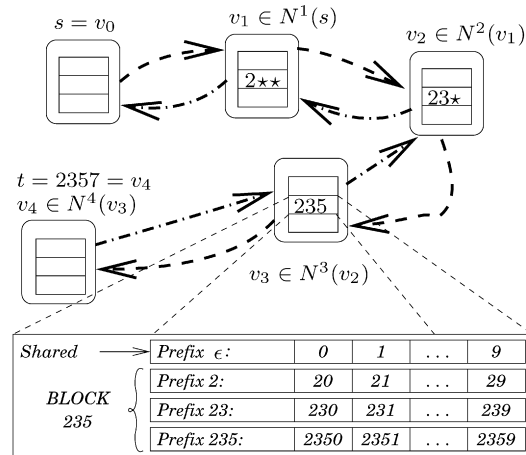 s = v₀
v₁ ∈ N¹(s)
v₂ ∈ N²(v₁)
2⋆⋆
23⋆
t = 2357 = v₄
v₄ ∈ N⁴(v₃)
235
v₃ ∈ N³(v₂)
Shared Prefix ϵ: 0 1 . . . 9
BLOCK 235
Prefix 2: 20 21 . . . 29
Prefix 23: 230 231 . . . 239
Prefix 235: 2350 2351 . . . 2359